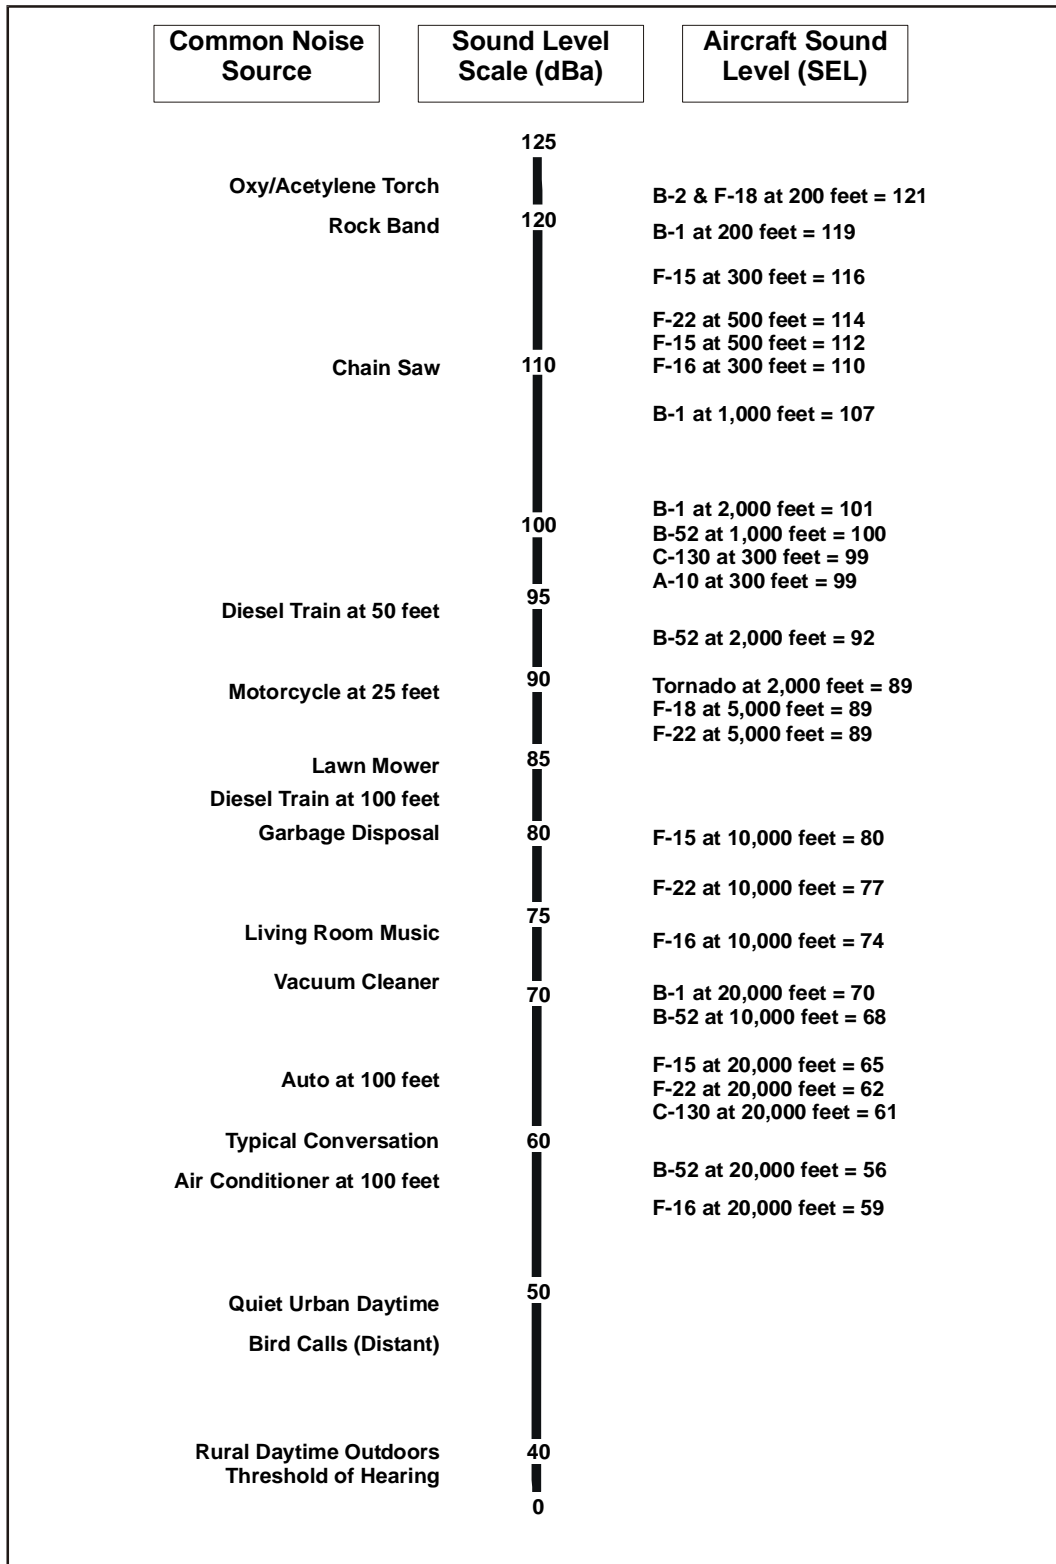 Common Noise
Source
Sound Level
Scale (dBa)
Aircraft Sound
Level (SEL)
125
Oxy/Acetylene Torch
B-2 & F-18 at 200 feet = 121
Rock Band
120
B-1 at 200 feet = 119
F-15 at 300 feet = 116
F-22 at 500 feet = 114
F-15 at 500 feet = 112
Chain Saw
110
F-16 at 300 feet = 110
B-1 at 1,000 feet = 107
B-1 at 2,000 feet = 101
100
B-52 at 1,000 feet = 100
C-130 at 300 feet = 99
A-10 at 300 feet = 99
95
Diesel Train at 50 feet
B-52 at 2,000 feet = 92
90
Motorcycle at 25 feet
Tornado at 2,000 feet = 89
F-18 at 5,000 feet = 89
F-22 at 5,000 feet = 89
85
Lawn Mower
Diesel Train at 100 feet
Garbage Disposal
80
F-15 at 10,000 feet = 80
F-22 at 10,000 feet = 77
75
Living Room Music
F-16 at 10,000 feet = 74
Vacuum Cleaner
70
B-1 at 20,000 feet = 70
B-52 at 10,000 feet = 68
F-15 at 20,000 feet = 65
Auto at 100 feet
F-22 at 20,000 feet = 62
C-130 at 20,000 feet = 61
Typical Conversation
60
B-52 at 20,000 feet = 56
Air Conditioner at 100 feet
F-16 at 20,000 feet = 59
50
Quiet Urban Daytime
Bird Calls (Distant)
Rural Daytime Outdoors
40
Threshold of Hearing
0